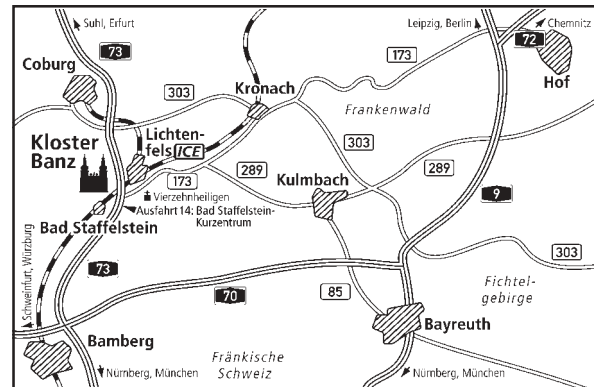 Suhl, Erfurt
73
Leipzig, Berlin
Chemnitz
72
173
Hof
Coburg
303
Kronach
Frankenwald
Kloster
Banz
Lichten-
fels ICE
303
173
289
Kulmbach
289
Vierzehnheiligen
Ausfahrt 14: Bad Staffelstein-
Kurzentrum
9
Bad Staffelstein
Schweinfurt, Würzburg
73
303
70
85
Fichtel-
gebirge
Bayreuth
Bamberg
Fränkische
Schweiz
Nürnberg, München
Nürnberg, München